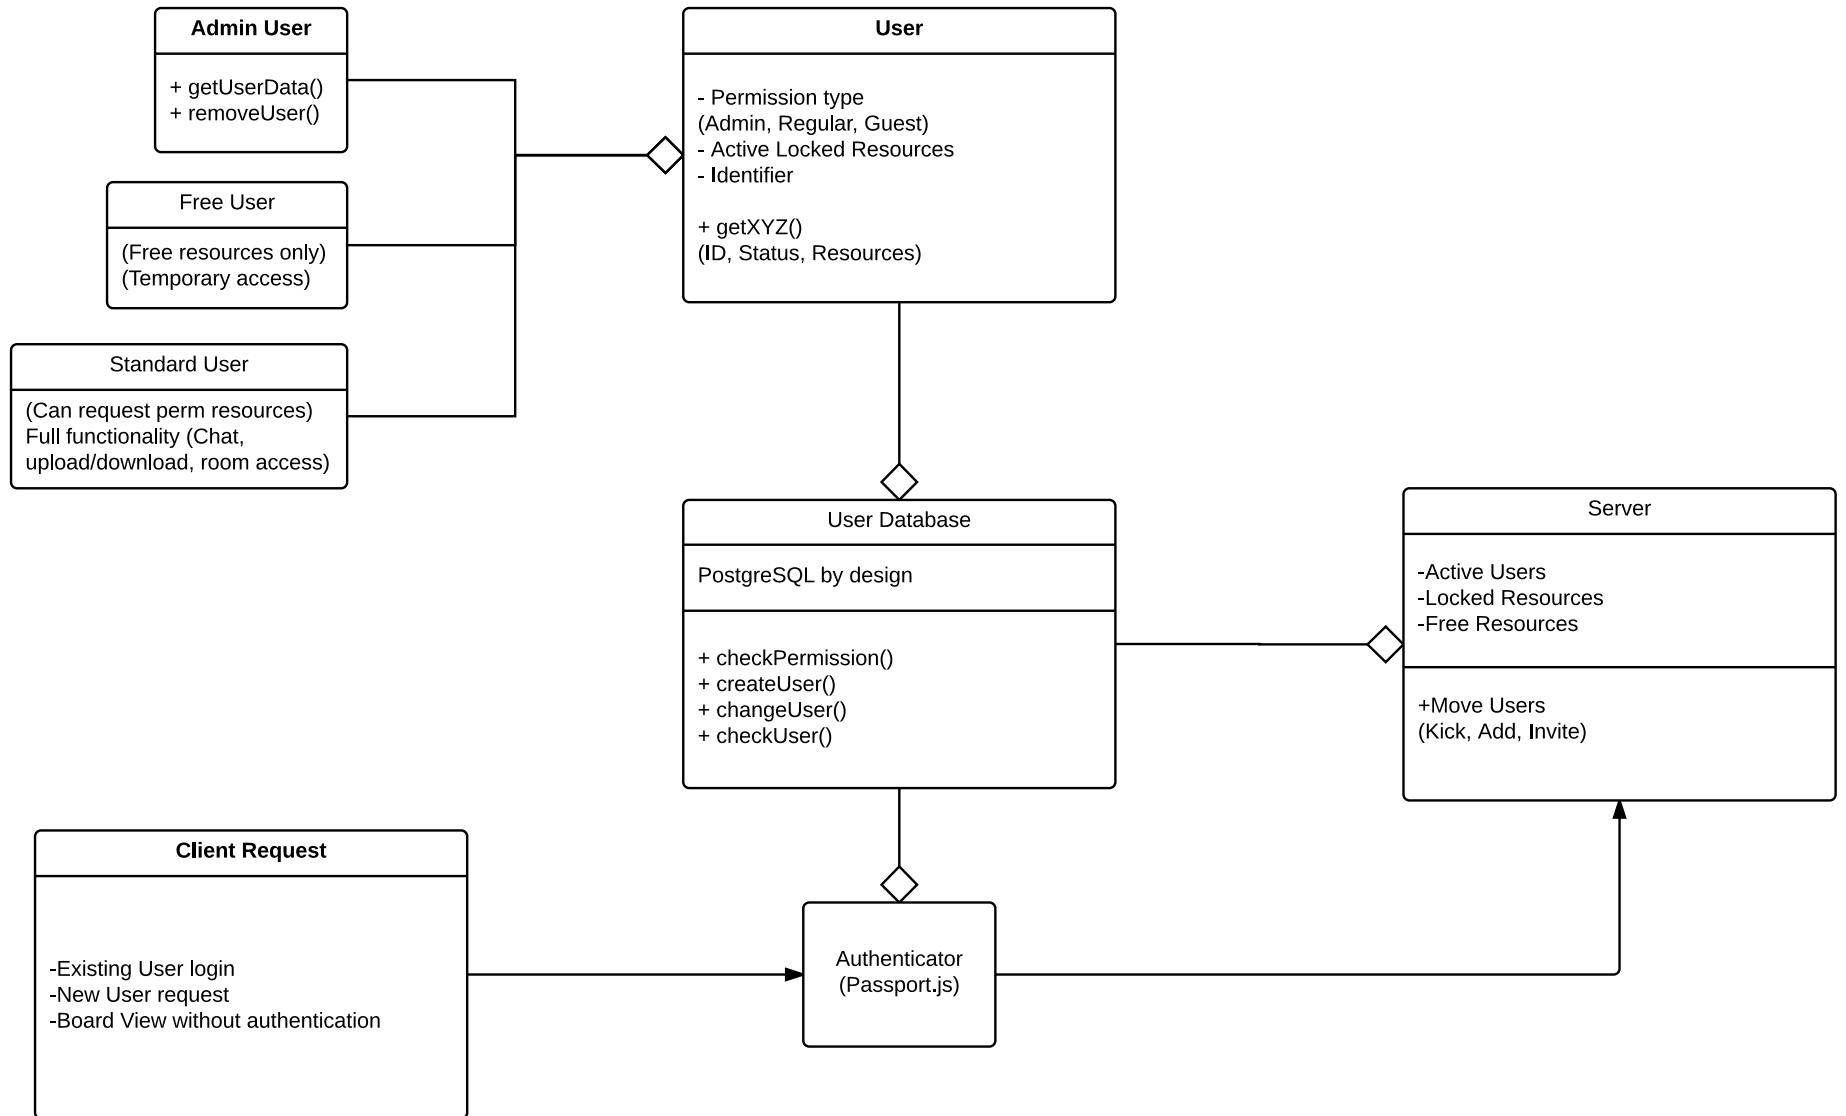 Admin User
+ getUserData()
+ removeUser()
User
- Permission type
(Admin, Regular, Guest)
- Active Locked Resources
- Identifier
+ getXYZ()
(ID, Status, Resources)
Free User
(Free resources only)
(Temporary access)
Standard User
(Can request perm resources)
Full functionality (Chat,
upload/download, room access)
User Database
PostgreSQL by design
+ checkPermission()
+ createUser()
+ changeUser()
+ checkUser()
Server
-Active Users
-Locked Resources
-Free Resources
+Move Users
(Kick, Add, Invite)
Client Request
-Existing User login
-New User request
-Board View without authentication
Authenticator
(Passport.js)